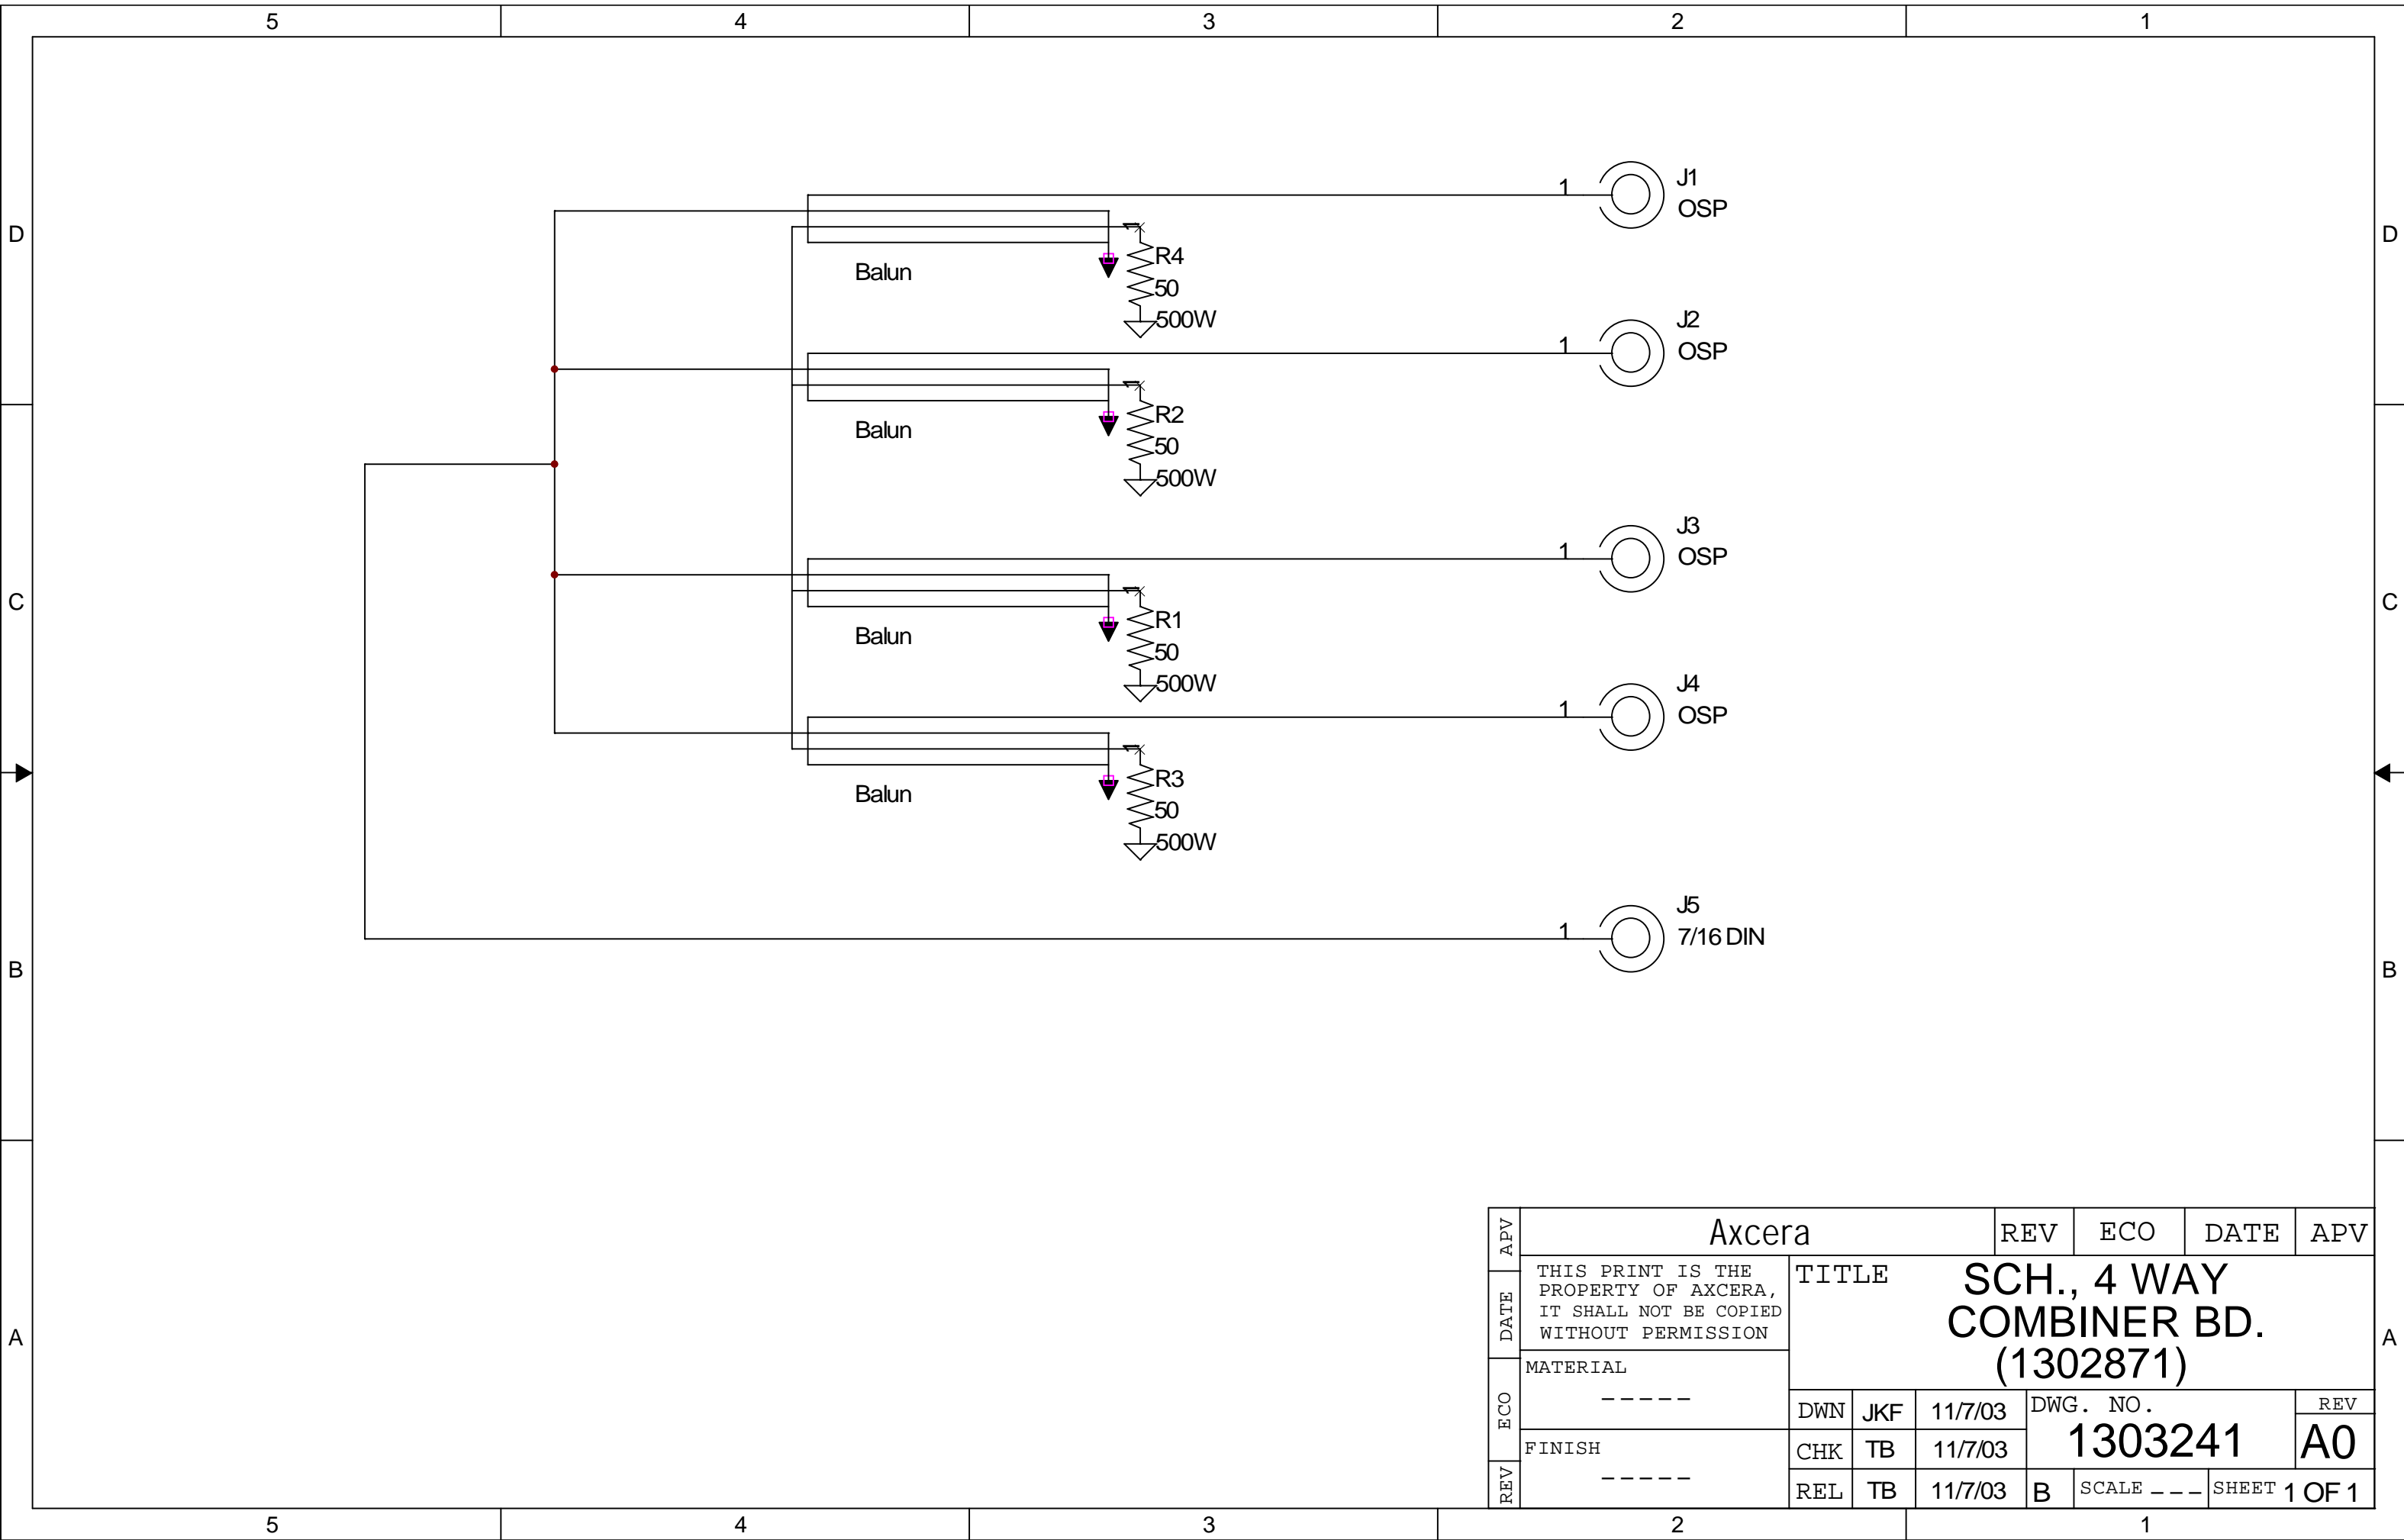 5 4 3 2 1
D D
C C
B B
A A
1
J1
OSP
1
R4
50
500W
Balun
1
J2
OSP
1
R2
50
500W
Balun
1
J3
OSP
1
R1
50
500W
Balun
1
J4
OSP
1
R3
50
500W
Balun
1
J5
7/16 DIN
APV
DATE
ECO
REV
Axcera
REV ECO DATE APV
THIS PRINT IS THE
PROPERTY OF AXCERA,
IT SHALL NOT BE COPIED
WITHOUT PERMISSION
TITLE
SCH., 4 WAY
COMBINER BD.
(1302871)
MATERIAL
-----
FINISH
-----
DWN JKF 11/7/03
CHK TB 11/7/03
REL TB 11/7/03
DWG. NO.
1303241
REV
A0
B SCALE --- SHEET 1 OF 1
5 4 3 2 1